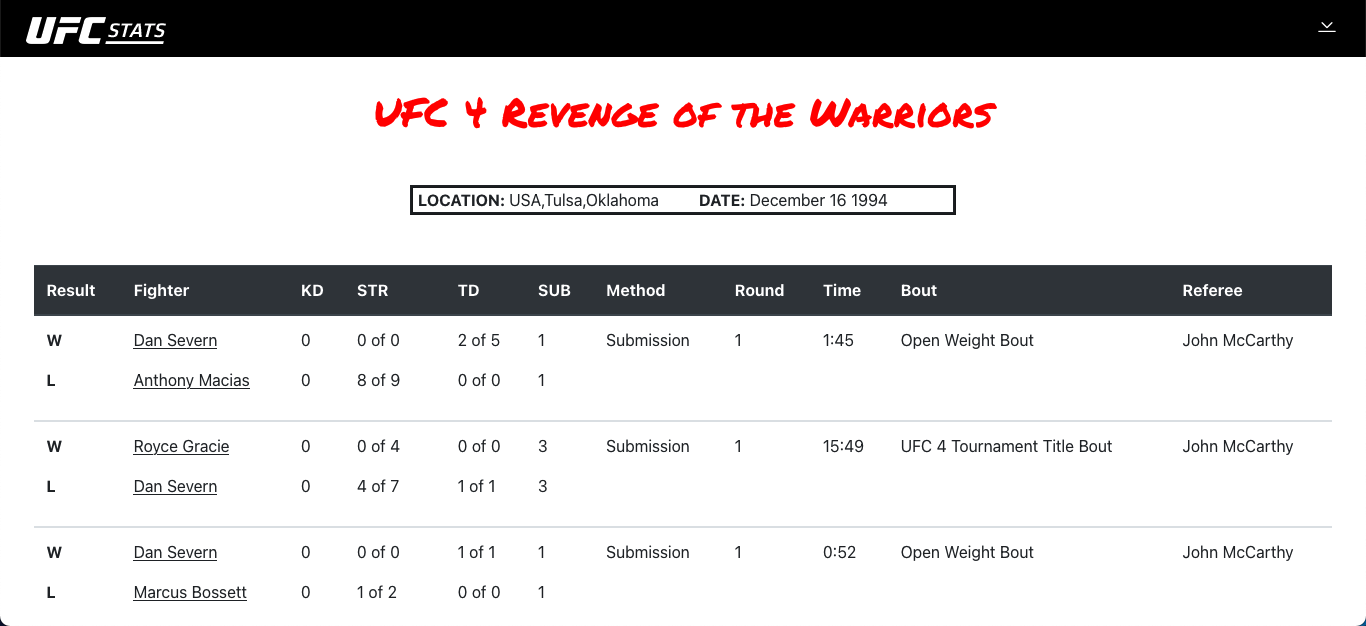 UFC STATS
UFC 4 Revenge of the Warriors
LOCATION: USA,Tulsa,Oklahoma DATE: December 16 1994
Result Fighter KD STR TD SUB Method Round Time Bout Referee
W Dan Severn 0 0 of 0 2 of 5 1 Submission 1 1:45 Open Weight Bout John McCarthy
L Anthony Macias 0 8 of 9 0 of 0 1
W Royce Gracie 0 0 of 4 0 of 0 3 Submission 1 15:49 UFC 4 Tournament Title Bout John McCarthy
L Dan Severn 0 4 of 7 1 of 1 3
W Dan Severn 0 0 of 0 1 of 1 1 Submission 1 0:52 Open Weight Bout John McCarthy
L Marcus Bossett 0 1 of 2 0 of 0 1